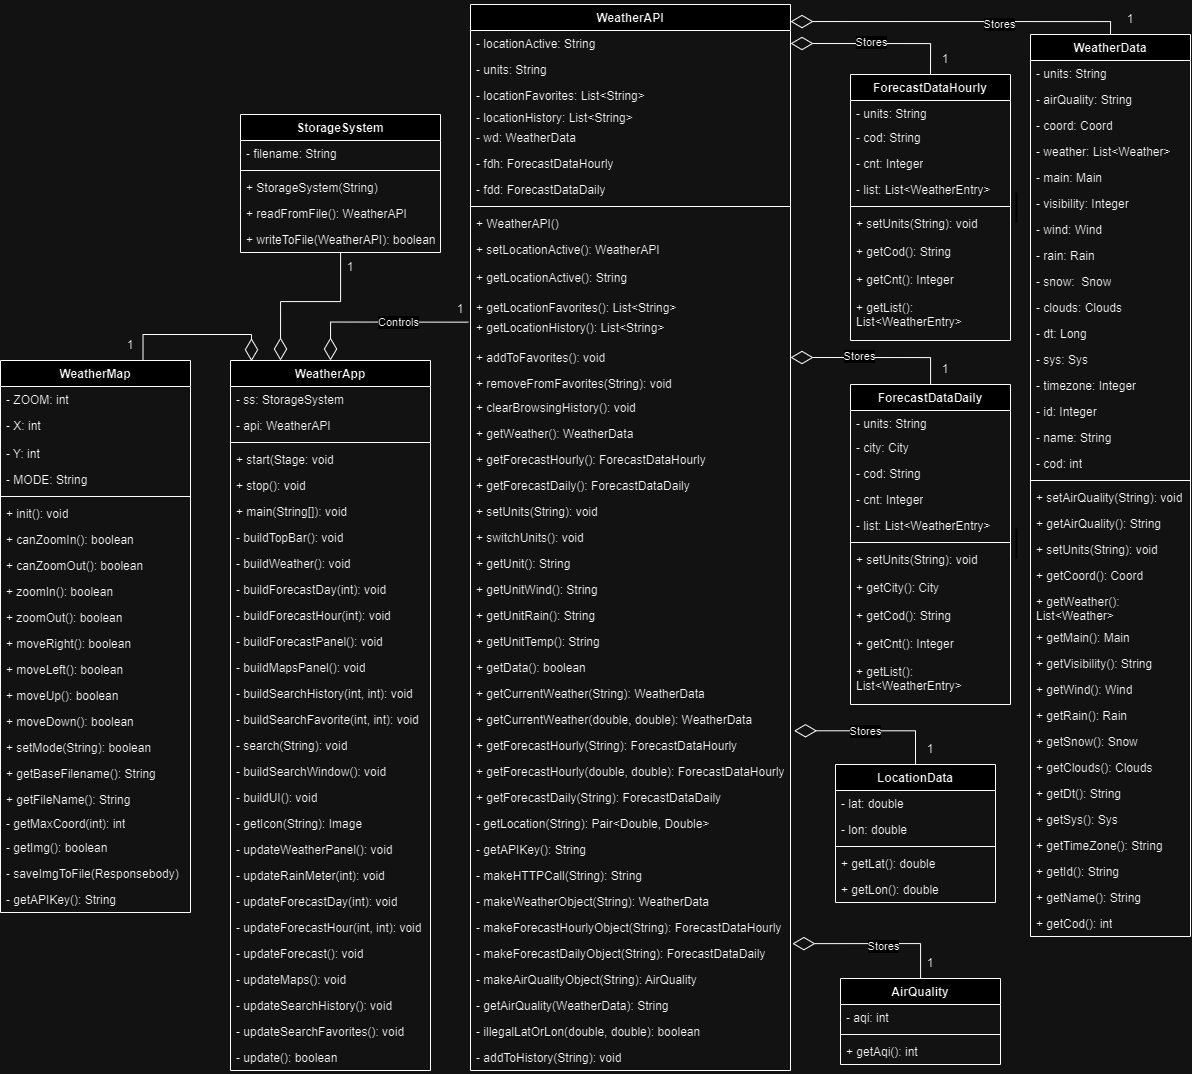 WeatherAPI
- locationActive: String
- units: String
- locationFavorites: List<String>
- locationHistory: List<String>
- wd: WeatherData
- fdh: ForecastDataHourly
- fdd: ForecastDataDaily
+ WeatherAPI()
+ setLocationActive(): WeatherAPI
+ getLocationActive(): String
+ getLocationFavorites(): List<String>
+ getLocationHistory(): List<String>
+ addToFavorites(): void
+ removeFromFavorites(String): void
+ clearBrowsingHistory(): void
+ getWeather(): WeatherData
+ getForecastHourly(): ForecastDataHourly
+ getForecastDaily(): ForecastDataDaily
+ setUnits(String): void
+ switchUnits(): void
+ getUnit(): String
+ getUnitWind(): String
+ getUnitRain(): String
+ getUnitTemp(): String
+ getData(): boolean
+ getCurrentWeather(String): WeatherData
+ getCurrentWeather(double, double): WeatherData
+ getForecastHourly(String): ForecastDataHourly
+ getForecastHourly(double, double): ForecastDataHourly
+ getForecastDaily(String): ForecastDataDaily
- getLocation(String): Pair<Double, Double>
- getAPIKey(): String
- makeHTTPCall(String): String
- makeWeatherObject(String): WeatherData
- makeForecastHourlyObject(String): ForecastDataHourly
- makeForecastDailyObject(String): ForecastDataDaily
- makeAirQualityObject(String): AirQuality
- getAirQuality(WeatherData): String
- illegalLatOrLon(double, double): boolean
- addToHistory(String): void
StorageSystem
- filename: String
+ StorageSystem(String)
+ readFromFile(): WeatherAPI
+ writeToFile(WeatherAPI): boolean
1
1
Controls
1
WeatherMap
- ZOOM: int
- X: int
- Y: int
- MODE: String
+ init(): void
+ canZoomIn(): boolean
+ canZoomOut(): boolean
+ zoomIn(): boolean
+ zoomOut(): boolean
+ moveRight(): boolean
+ moveLeft(): boolean
+ moveUp(): boolean
+ moveDown(): boolean
+ setMode(String): boolean
+ getBaseFilename(): String
+ getFileName(): String
- getMaxCoord(int): int
- getImg(): boolean
- saveImgToFile(Responsebody)
- getAPIKey(): String
WeatherApp
- ss: StorageSystem
- api: WeatherAPI
+ start(Stage: void
+ stop(): void
+ main(String[]): void
- buildTopBar(): void
- buildWeather(): void
- buildForecastDay(int): void
- buildForecastHour(int): void
- buildForecastPanel(): void
- buildMapsPanel(): void
- buildSearchHistory(int, int): void
- buildSearchFavorite(int, int): void
- search(String): void
- buildSearchWindow(): void
- buildUI(): void
- getIcon(String): Image
- updateWeatherPanel(): void
- updateRainMeter(int): void
- updateForecastDay(int): void
- updateForecastHour(int, int): void
- updateForecast(): void
- updateMaps(): void
- updateSearchHistory(): void
- updateSearchFavorites(): void
- update(): boolean
Stores
1
Stores
1
ForecastDataHourly
- units: String
- cod: String
- cnt: Integer
- list: List<WeatherEntry>
+ setUnits(String): void
+ getCod(): String
+ getCnt(): Integer
+ getList():
List<WeatherEntry>
Stores
1
ForecastDataDaily
- units: String
- city: City
- cod: String
- cnt: Integer
- list: List<WeatherEntry>
+ setUnits(String): void
+ getCity(): City
+ getCod(): String
+ getCnt(): Integer
+ getList():
List<WeatherEntry>
Stores
1
LocationData
- lat: double
- lon: double
+ getLat(): double
+ getLon(): double
Stores
1
AirQuality
- aqi: int
+ getAqi(): int
WeatherData
- units: String
- airQuality: String
- coord: Coord
- weather: List<Weather>
- main: Main
- visibility: Integer
- wind: Wind
- rain: Rain
- snow:  Snow
- clouds: Clouds
- dt: Long
- sys: Sys
- timezone: Integer
- id: Integer
- name: String
- cod: int
+ setAirQuality(String): void
+ getAirQuality(): String
+ setUnits(String): void
+ getCoord(): Coord
+ getWeather():
List<Weather>
+ getMain(): Main
+ getVisibility(): String
+ getWind(): Wind
+ getRain(): Rain
+ getSnow(): Snow
+ getClouds(): Clouds
+ getDt(): String
+ getSys(): Sys
+ getTimeZone(): String
+ getId(): String
+ getName(): String
+ getCod(): int